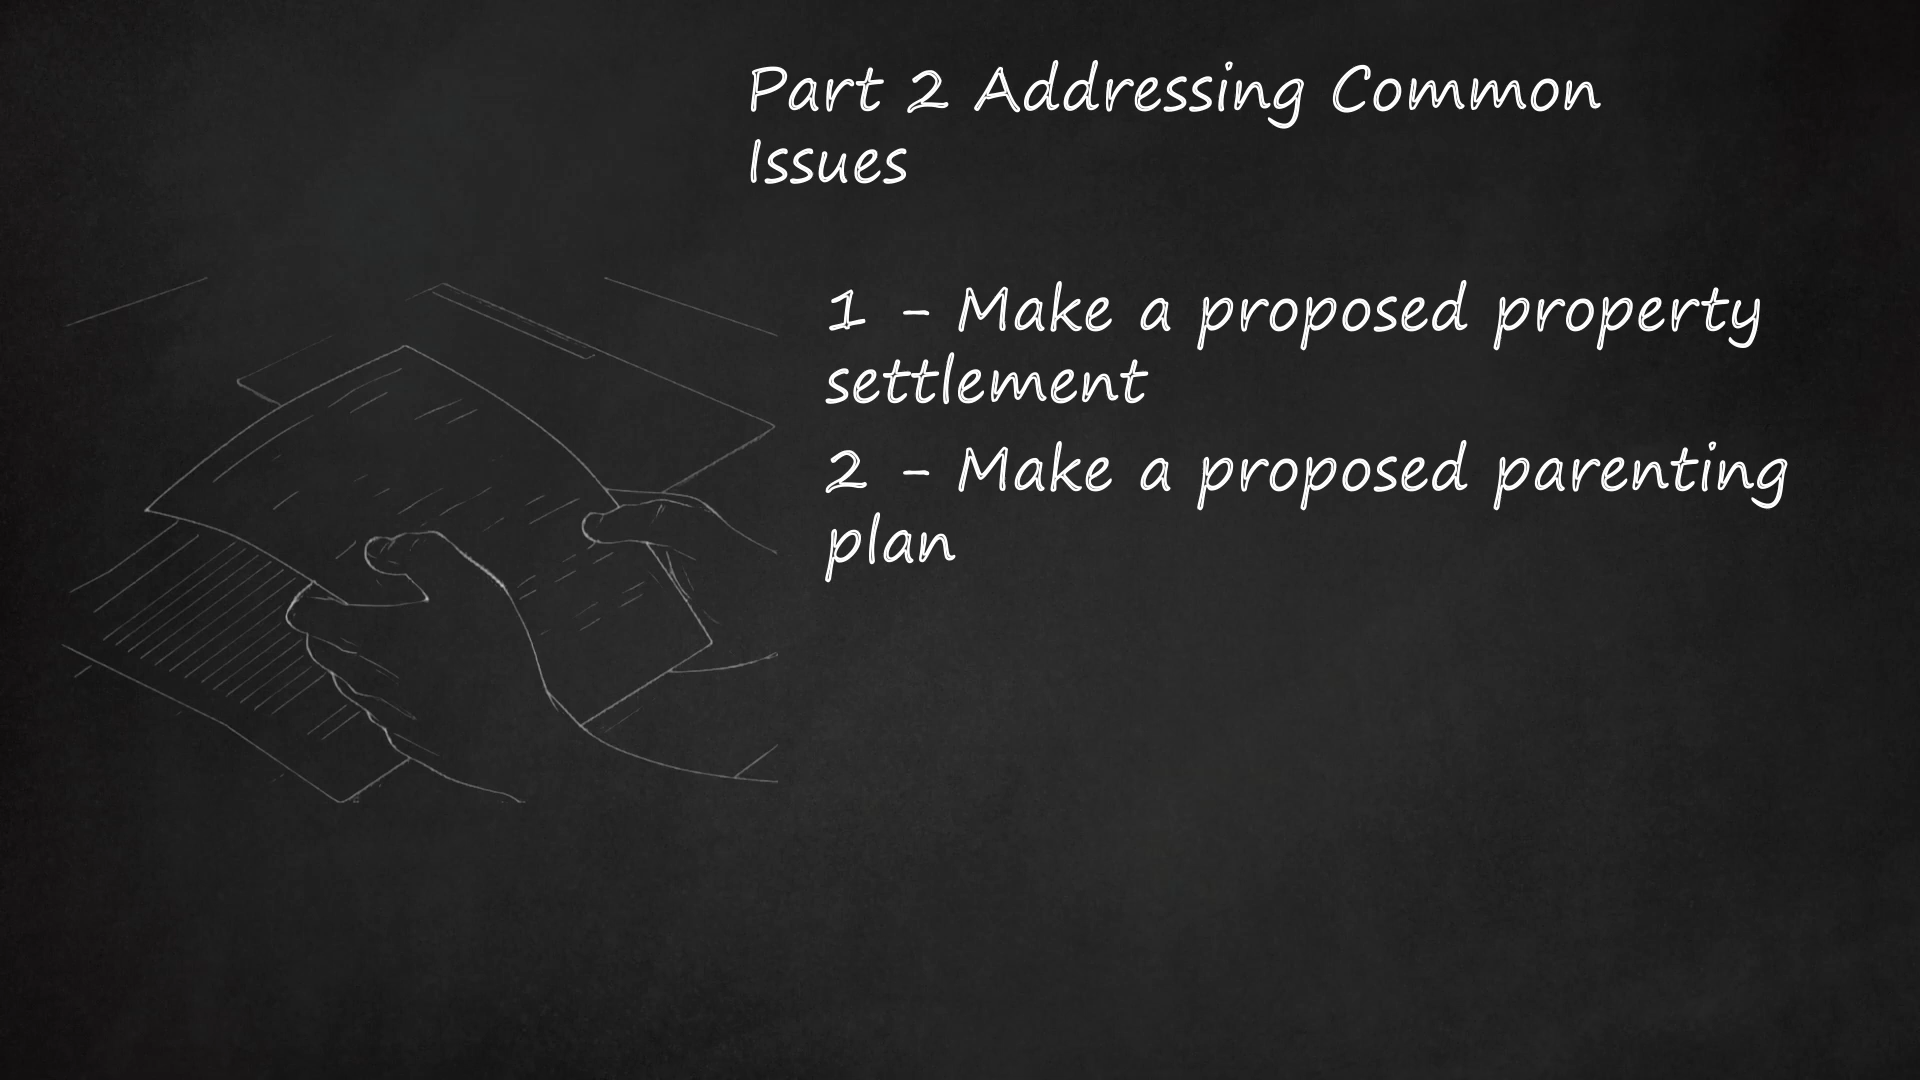 Part 2 Addressing Common
Issues
1 - Make a proposed property
settlement
2 - Make a proposed parenting
plan